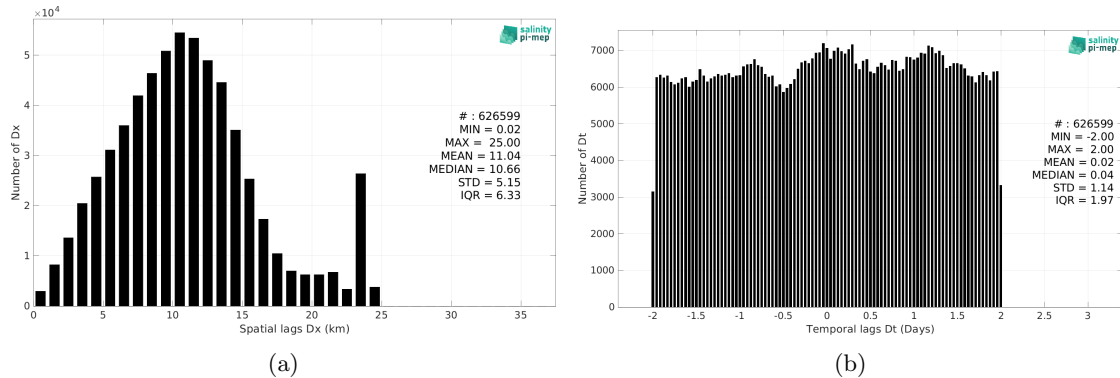 ×10⁴
5
4
3
2
1
0
Number of Dx
salinity
pi-mep
# : 626599
MIN = 0.02
MAX = 25.00
MEAN = 11.04
MEDIAN = 10.66
STD = 5.15
IQR = 6.33
0 5 10 15 20 25 30 35
Spatial lags Dx (km)
(a)
7000
6000
5000
4000
3000
2000
1000
0
Number of Dt
salinity
pi-mep
# : 626599
MIN = -2.00
MAX = 2.00
MEAN = 0.02
MEDIAN = 0.04
STD = 1.14
IQR = 1.97
-2 -1.5 -1 -0.5 0 0.5 1 1.5 2 2.5 3
Temporal lags Dt (Days)
(b)